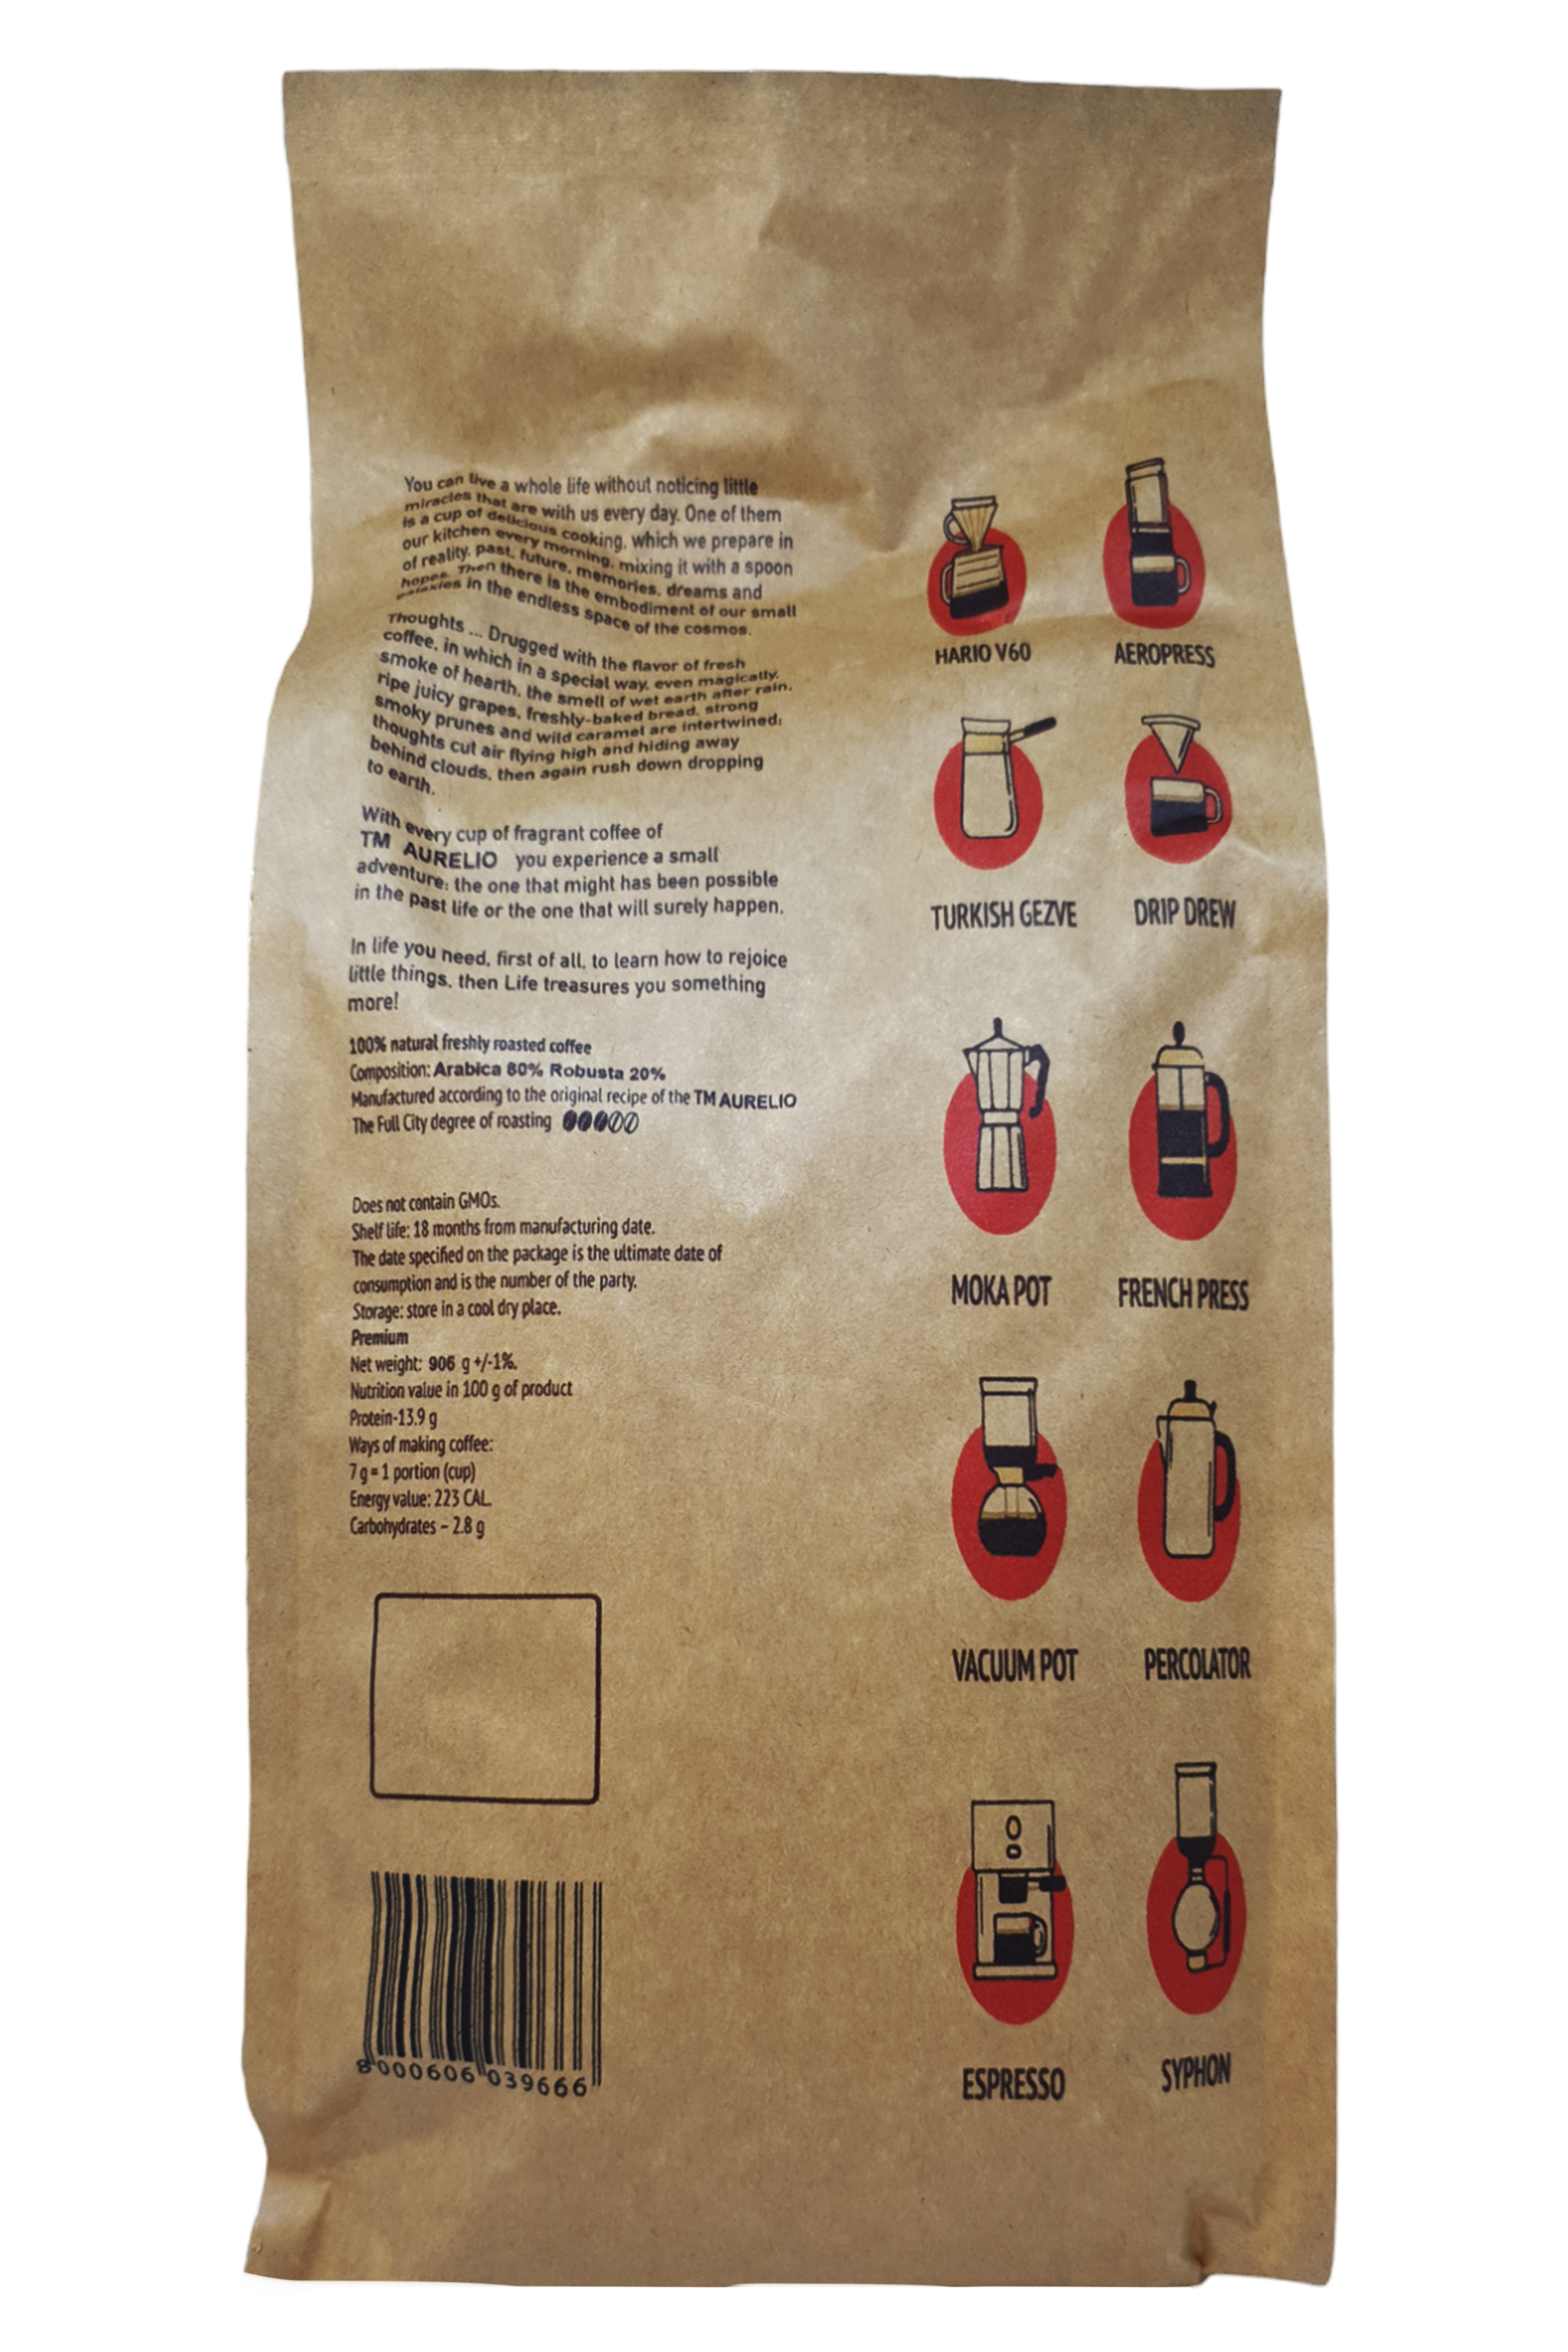 You can live a whole life without noticing little
miracles that are with us every day. One of them
is a cup of delicious cooking, which we prepare in
our kitchen every morning, mixing it with a spoon
of reality, past, future, memories, dreams and
hopes. Then there is the embodiment of our small
galaxies in the endless space of the cosmos.
Thoughts ... Drugged with the flavor of fresh
coffee, in which in a special way, even magically,
smoke of hearth, the smell of wet earth after rain,
ripe juicy grapes, freshly-baked bread, strong
smoky prunes and wild caramel are intertwined;
thoughts cut air flying high and hiding away
behind clouds, then again rush down dropping
to earth.
With every cup of fragrant coffee of
TM AURELIO you experience a small
adventure: the one that might has been possible
in the past life or the one that will surely happen.
In life you need, first of all, to learn how to rejoice
little things, then Life treasures you something
more!
100% natural freshly roasted coffee
Composition: Arabica 80% Robusta 20%
Manufactured according to the original recipe of the TM AURELIO
The Full City degree of roasting
Does not contain GMOs.
Shelf life: 18 months from manufacturing date.
The date specified on the package is the ultimate date of
consumption and is the number of the party.
Storage: store in a cool dry place.
Premium
Net weight: 906 g +/-1%.
Nutrition value in 100 g of product
Protein-13.9 g
Ways of making coffee:
7 g = 1 portion (cup)
Energy value: 223 CAL.
Carbohydrates – 2.8 g
8 000606 039666
HARIO V60
AEROPRESS
TURKISH GEZVE
DRIP DREW
MOKA POT
FRENCH PRESS
VACUUM POT
PERCOLATOR
ESPRESSO
SYPHON